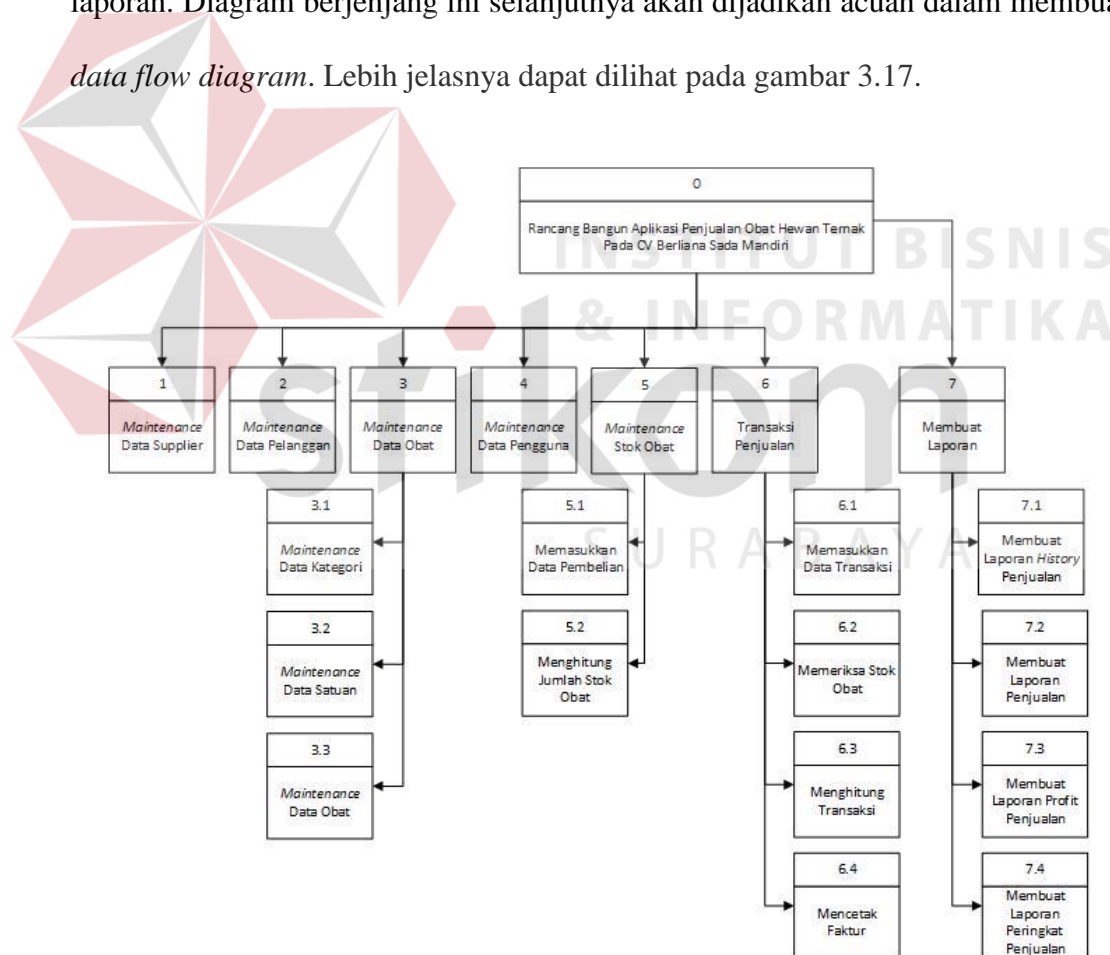 laporan. Diagram berjenjang ini selanjutnya akan dijadikan acuan dalam membua
data flow diagram. Lebih jelasnya dapat dilihat pada gambar 3.17.
0
Rancang Bangun Aplikasi Penjualan Obat Hewan Ternak
Pada CV Berliana Sada Mandiri
INSTITUT BISNIS
& INFORMATIKA
stikom
SURABAYA
1
Maintenance
Data Supplier
2
Maintenance
Data Pelanggan
3
Maintenance
Data Obat
4
Maintenance
Data Pengguna
5
Maintenance
Stok Obat
6
Transaksi
Penjualan
7
Membuat
Laporan
3.1
Maintenance
Data Kategori
5.1
Memasukkan
Data Pembelian
6.1
Memasukkan
Data Transaksi
7.1
Membuat
Laporan History
Penjualan
3.2
Maintenance
Data Satuan
5.2
Menghitung
Jumlah Stok
Obat
6.2
Memeriksa Stok
Obat
7.2
Membuat
Laporan
Penjualan
3.3
Maintenance
Data Obat
6.3
Menghitung
Transaksi
7.3
Membuat
Laporan Profit
Penjualan
6.4
Mencetak
Faktur
7.4
Membuat
Laporan
Peringkat
Penjualan